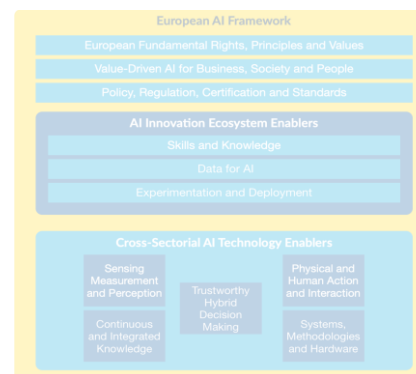 European AI Framework
European Fundamental Rights, Principles and Values
Value-Driven AI for Business, Society and People
Policy, Regulation, Certification and Standards
AI Innovation Ecosystem Enablers
Skills and Knowledge
Data for AI
Experimentation and Deployment
Cross-Sectorial AI Technology Enablers
Sensing
Measurement
and Perception
Continuous
and Integrated
Knowledge
Trustworthy
Hybrid
Decision
Making
Physical and
Human Action
and Interaction
Systems,
Methodologies
and Hardware